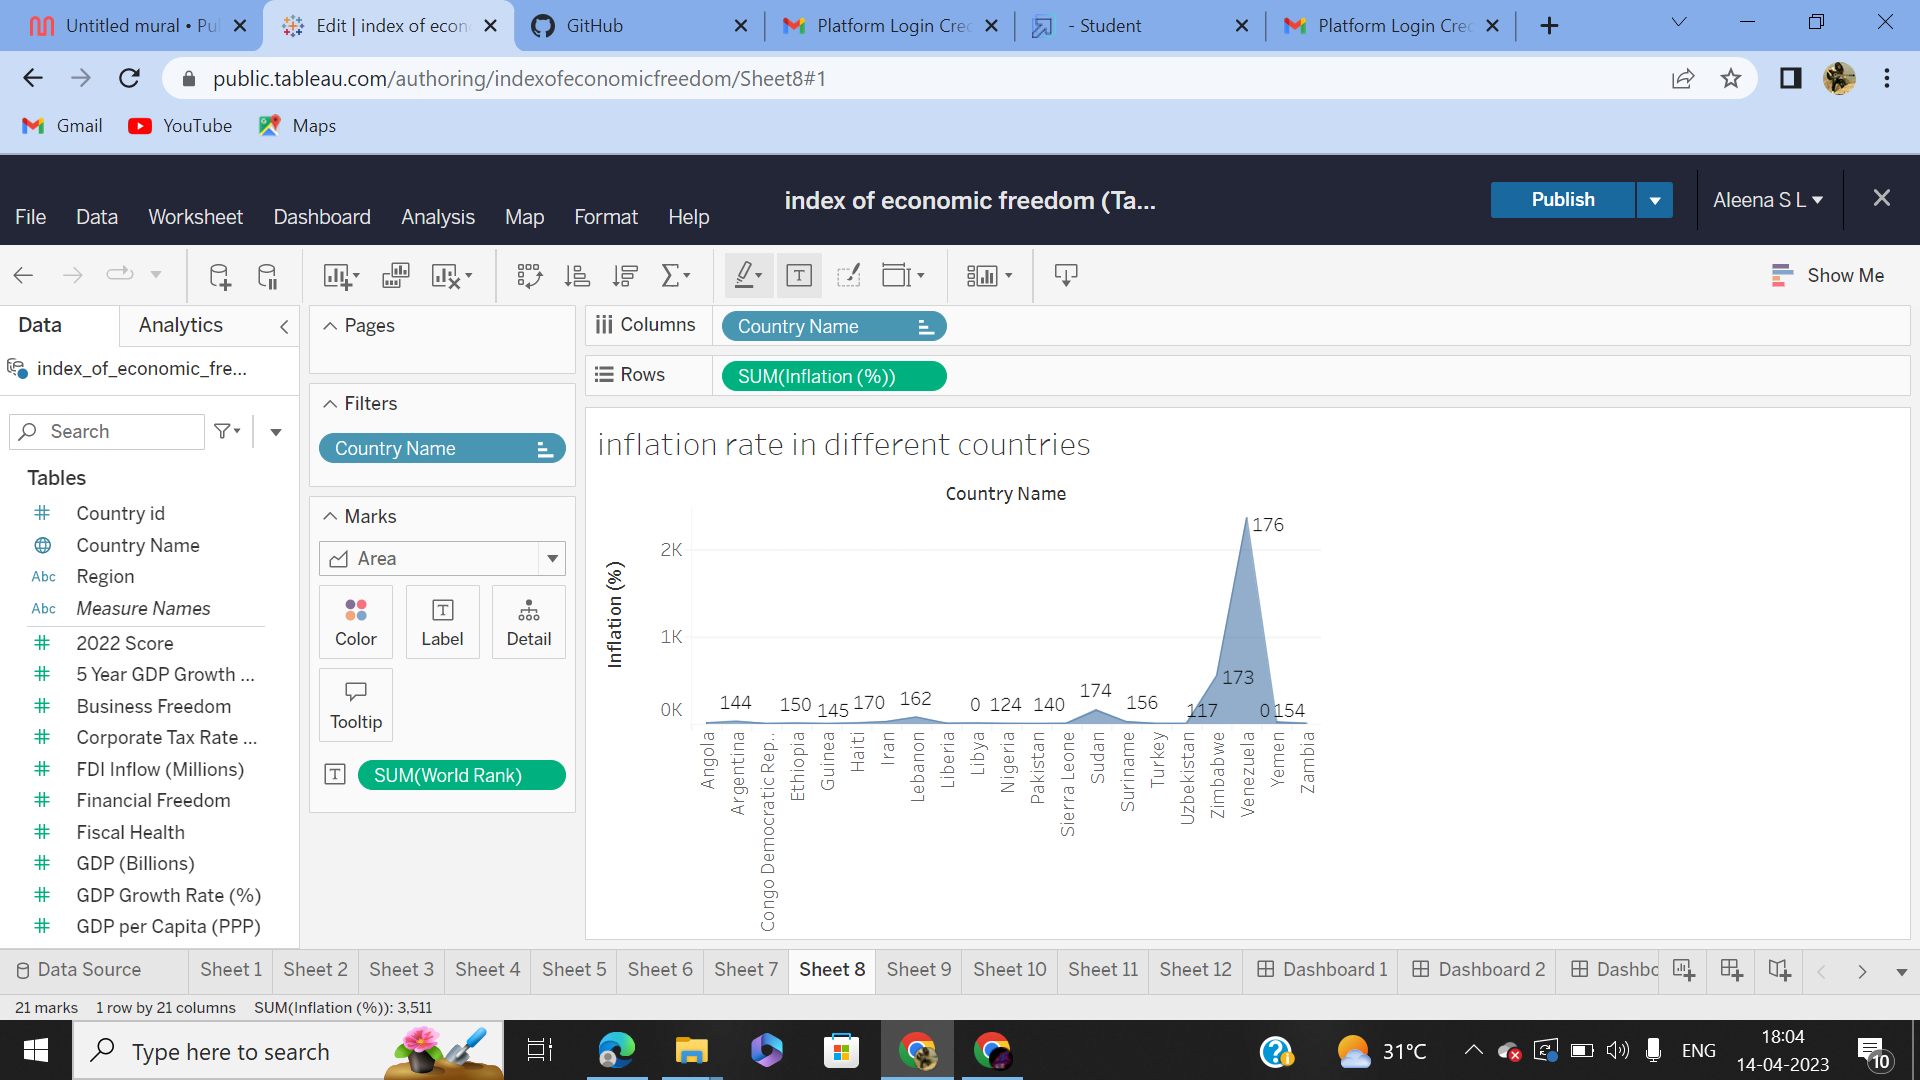 Untitled mural • Pu
Edit | index of econ
GitHub
Platform Login Cre
- Student
Platform Login Cre
public.tableau.com/authoring/indexofeconomicfreedom/Sheet8#1
Gmail
YouTube
Maps
index of economic freedom (Ta...
Publish
Aleena S L
File
Data
Worksheet
Dashboard
Analysis
Map
Format
Help
Show Me
Data
Analytics
index_of_economic_fre...
Search
Tables
Country id
Country Name
Abc Region
Abc Measure Names
2022 Score
5 Year GDP Growth ...
Business Freedom
Corporate Tax Rate ...
FDI Inflow (Millions)
Financial Freedom
Fiscal Health
GDP (Billions)
GDP Growth Rate (%)
GDP per Capita (PPP)
Pages
Filters
Country Name
Marks
Area
Color
Label
Detail
Tooltip
SUM(World Rank)
Columns
Country Name
Rows
SUM(Inflation (%))
inflation rate in different countries
Country Name
Inflation (%)
2K
1K
0K
144
150
145
170
162
0
124
140
174
156
117
173
176
0
154
Angola
Argentina
Congo Democratic Rep..
Ethiopia
Guinea
Haiti
Iran
Lebanon
Liberia
Libya
Nigeria
Pakistan
Sierra Leone
Sudan
Suriname
Turkey
Uzbekistan
Zimbabwe
Venezuela
Yemen
Zambia
Data Source
Sheet 1
Sheet 2
Sheet 3
Sheet 4
Sheet 5
Sheet 6
Sheet 7
Sheet 8
Sheet 9
Sheet 10
Sheet 11
Sheet 12
Dashboard 1
Dashboard 2
Dashbo
21 marks
1 row by 21 columns
SUM(Inflation (%)): 3,511
Type here to search
31°C
ENG
18:04
14-04-2023
10